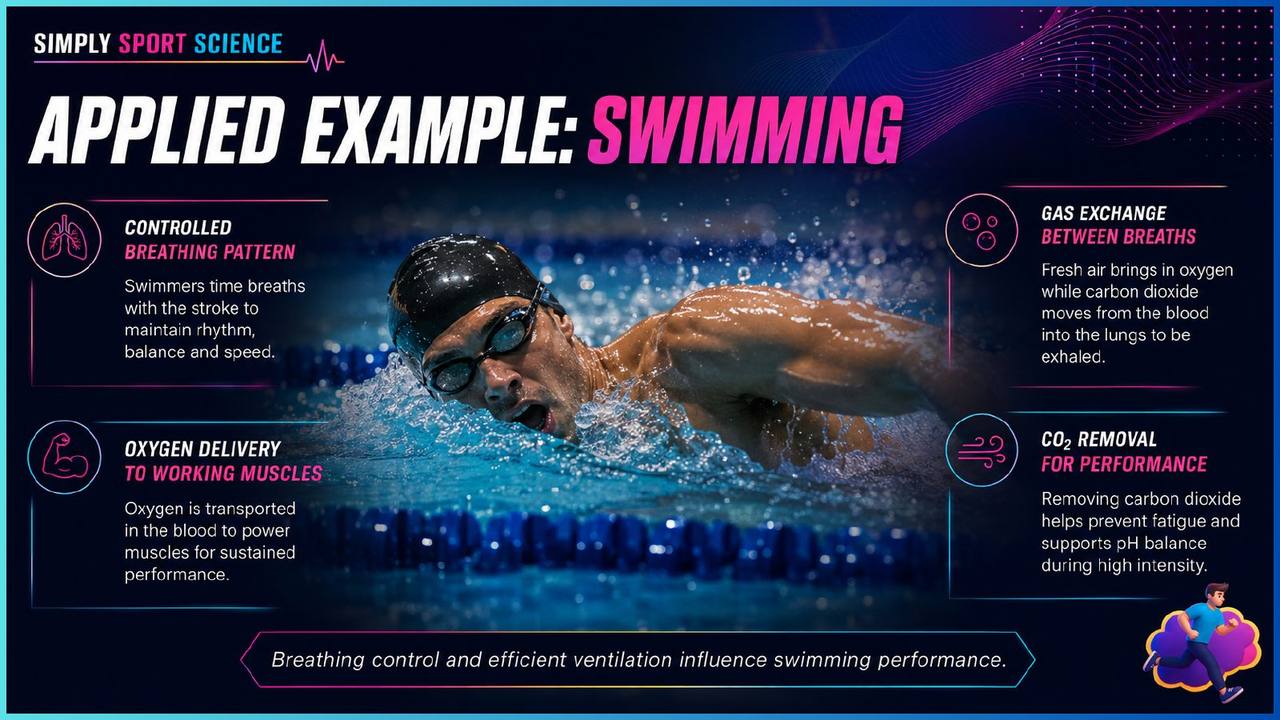 SIMPLY SPORT SCIENCE
APPLIED EXAMPLE: SWIMMING
CONTROLLED
BREATHING PATTERN
Swimmers time breaths
with the stroke to
maintain rhythm,
balance and speed.
OXYGEN DELIVERY
TO WORKING MUSCLES
Oxygen is transported
in the blood to power
muscles for sustained
performance.
GAS EXCHANGE
BETWEEN BREATHS
Fresh air brings in oxygen
while carbon dioxide
moves from the blood
into the lungs to be
exhaled.
CO₂ REMOVAL
FOR PERFORMANCE
Removing carbon dioxide
helps prevent fatigue and
supports pH balance
during high intensity.
Breathing control and efficient ventilation influence swimming performance.